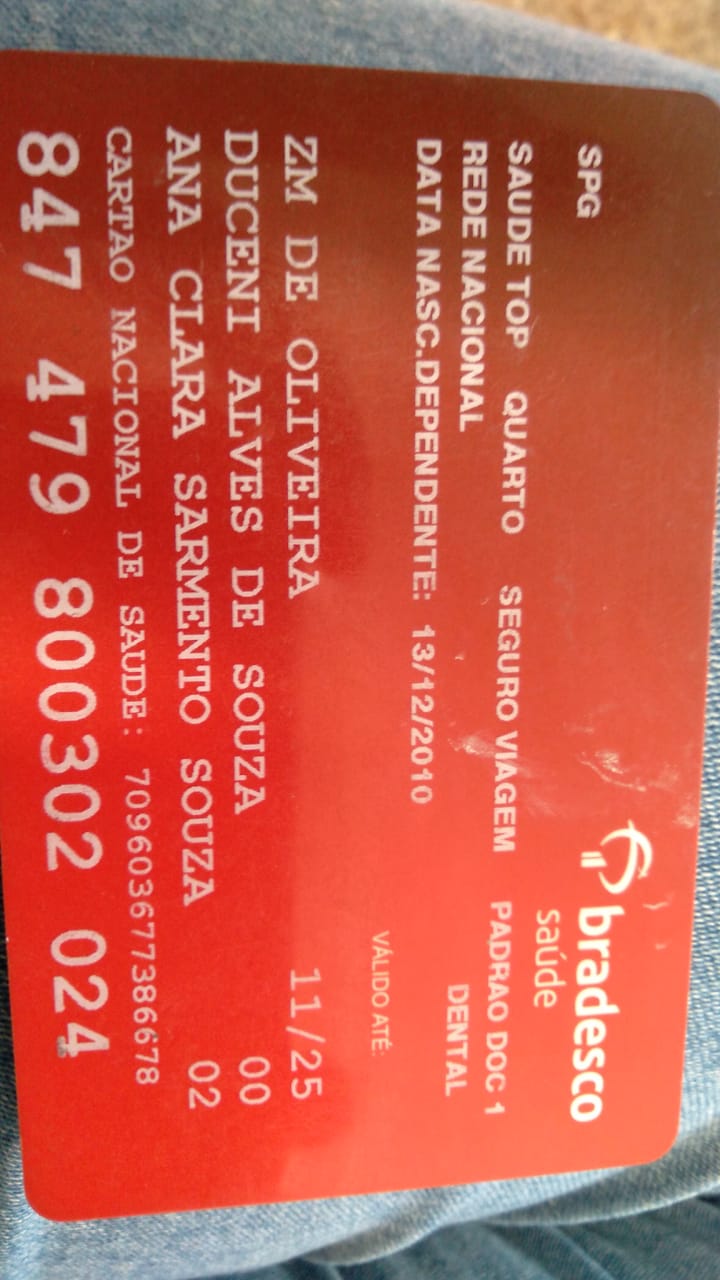 bradesco
saúde
SPG
SAUDE TOP QUARTO SEGURO VIAGEM PADRAO DOC 1
REDE NACIONAL DENTAL
DATA NASC.DEPENDENTE: 13/12/2010
VÁLIDO ATÉ:
ZM DE OLIVEIRA 11/25
DUCENI ALVES DE SOUZA 00
ANA CLARA SARMENTO SOUZA 02
CARTAO NACIONAL DE SAUDE: 709603677386678
847 479 800302 024